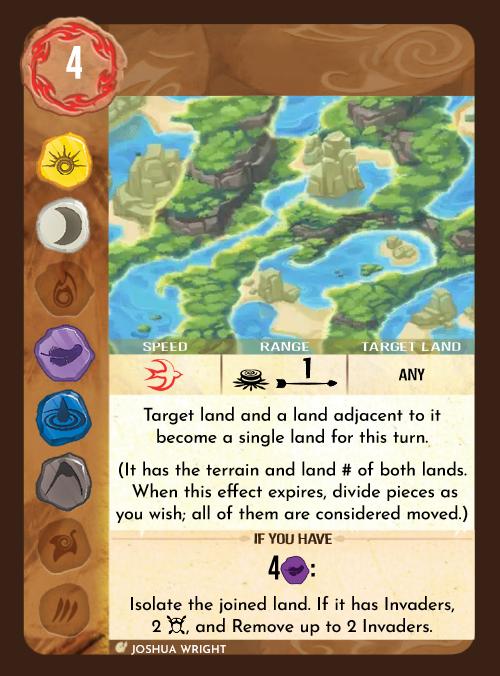 4
SPEED RANGE TARGET LAND
1 ANY
Target land and a land adjacent to it
become a single land for this turn.
(It has the terrain and land # of both lands.
When this effect expires, divide pieces as
you wish; all of them are considered moved.)
IF YOU HAVE
4 :
Isolate the joined land. If it has Invaders,
2 , and Remove up to 2 Invaders.
JOSHUA WRIGHT